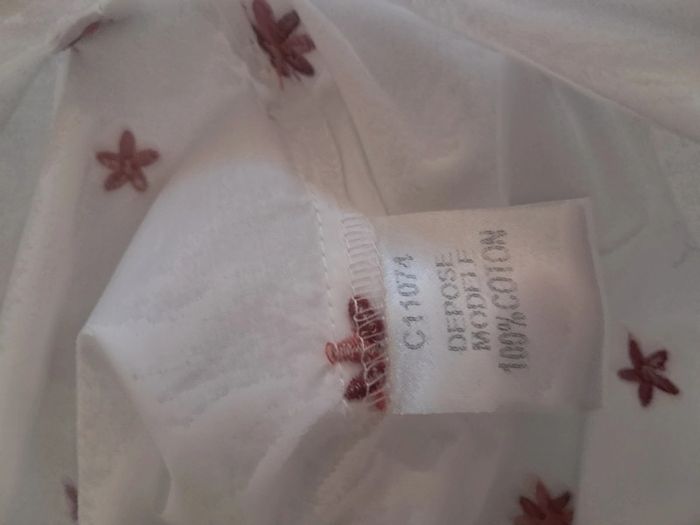 C11074
DEPOSE
MODELE
100% COTON